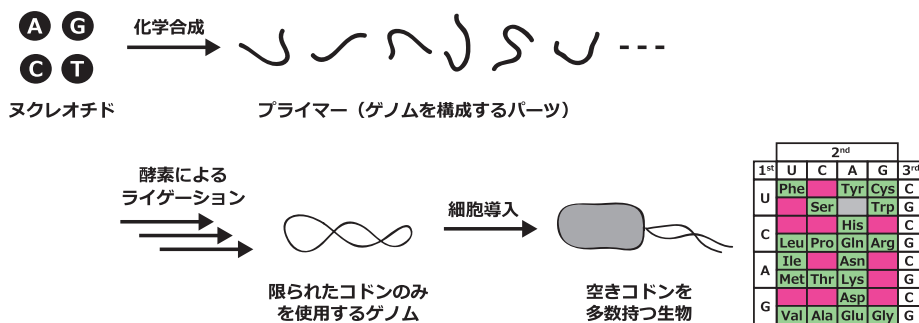 A G
C T
ヌクレオチド
化学合成
プライマー（ゲノムを構成するパーツ）
酵素による
ライゲーション
限られたコドンのみ
を使用するゲノム
細胞導入
空きコドンを
多数持つ生物
2nd
1st U C A G 3rd
U Phe Tyr Cys C
Ser Trp G
C His C
Leu Pro Gln Arg G
A Ile Asn C
Met Thr Lys G
G Asp C
Val Ala Glu Gly G